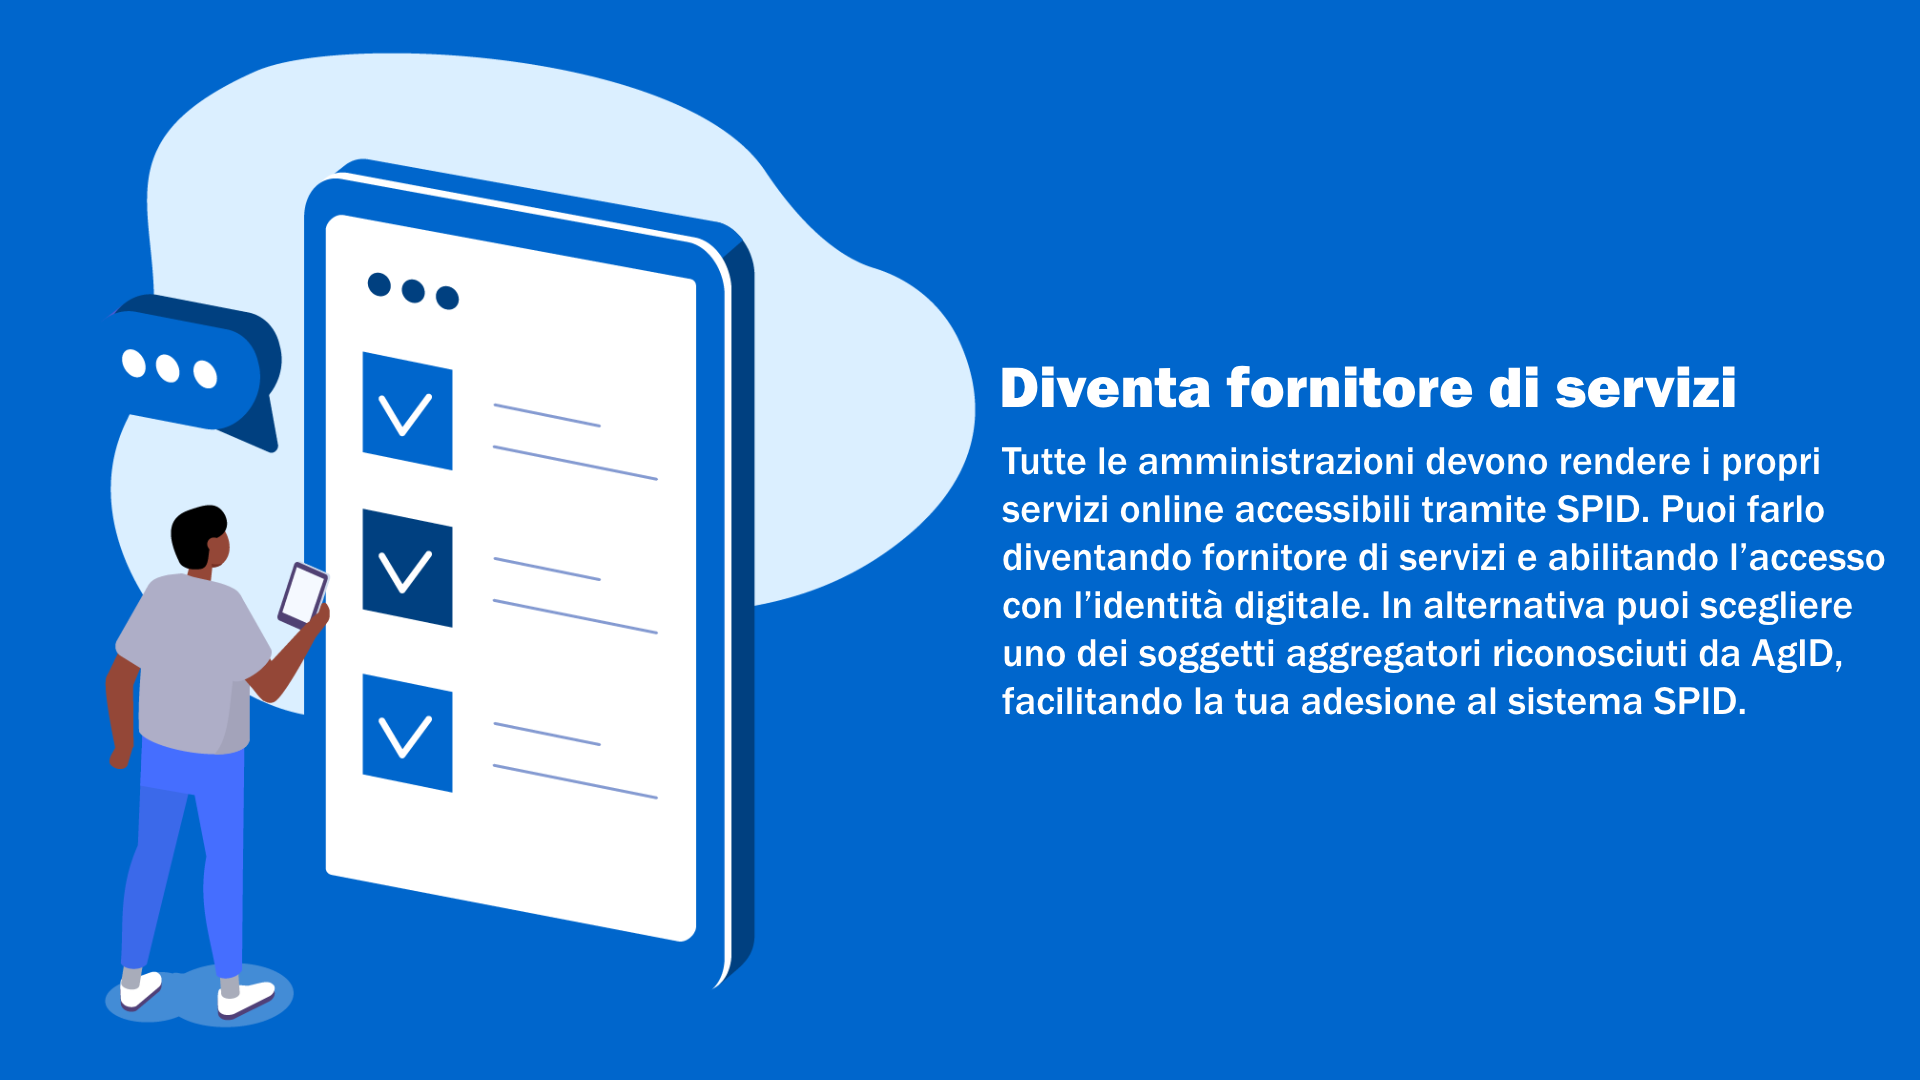 Diventa fornitore di servizi
Tutte le amministrazioni devono rendere i propri
servizi online accessibili tramite SPID. Puoi farlo
diventando fornitore di servizi e abilitando l’accesso
con l’identità digitale. In alternativa puoi scegliere
uno dei soggetti aggregatori riconosciuti da AgID,
facilitando la tua adesione al sistema SPID.